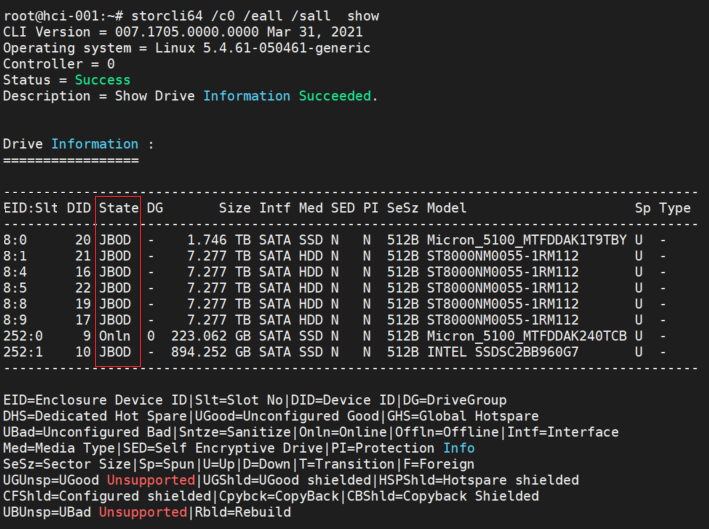 root@hci-001:~# storcli64 /c0 /eall /sall  show
CLI Version = 007.1705.0000.0000 Mar 31, 2021
Operating system = Linux 5.4.61-050461-generic
Controller = 0
Status = Success
Description = Show Drive Information Succeeded.
Drive Information :
=================
---------------------------------------------------------------------------------------
EID:Slt DID State DG       Size Intf Med SED PI SeSz Model                    Sp Type
---------------------------------------------------------------------------------------
8:0      20 JBOD  -    1.746 TB SATA SSD N   N  512B Micron_5100_MTFDDAK1T9TBY U  -
8:1      21 JBOD  -    7.277 TB SATA HDD N   N  512B ST8000NM0055-1RM112       U  -
8:4      16 JBOD  -    7.277 TB SATA HDD N   N  512B ST8000NM0055-1RM112       U  -
8:5      22 JBOD  -    7.277 TB SATA HDD N   N  512B ST8000NM0055-1RM112       U  -
8:8      19 JBOD  -    7.277 TB SATA HDD N   N  512B ST8000NM0055-1RM112       U  -
8:9      17 JBOD  -    7.277 TB SATA HDD N   N  512B ST8000NM0055-1RM112       U  -
252:0     9 Onln  0  223.062 GB SATA SSD N   N  512B Micron_5100_MTFDDAK240TCB U  -
252:1    10 JBOD  -  894.252 GB SATA SSD N   N  512B INTEL SSDSC2BB960G7       U  -
---------------------------------------------------------------------------------------
EID=Enclosure Device ID|Slt=Slot No|DID=Device ID|DG=DriveGroup
DHS=Dedicated Hot Spare|UGood=Unconfigured Good|GHS=Global Hotspare
UBad=Unconfigured Bad|Sntze=Sanitize|Onln=Online|Offln=Offline|Intf=Interface
Med=Media Type|SED=Self Encryptive Drive|PI=Protection Info
SeSz=Sector Size|Sp=Spun|U=Up|D=Down|T=Transition|F=Foreign
UGUnsp=UGood Unsupported|UGShld=UGood shielded|HSPShld=Hotspare shielded
CFShld=Configured shielded|Cpybck=CopyBack|CBShld=Copyback Shielded
UBUnsp=UBad Unsupported|Rbld=Rebuild